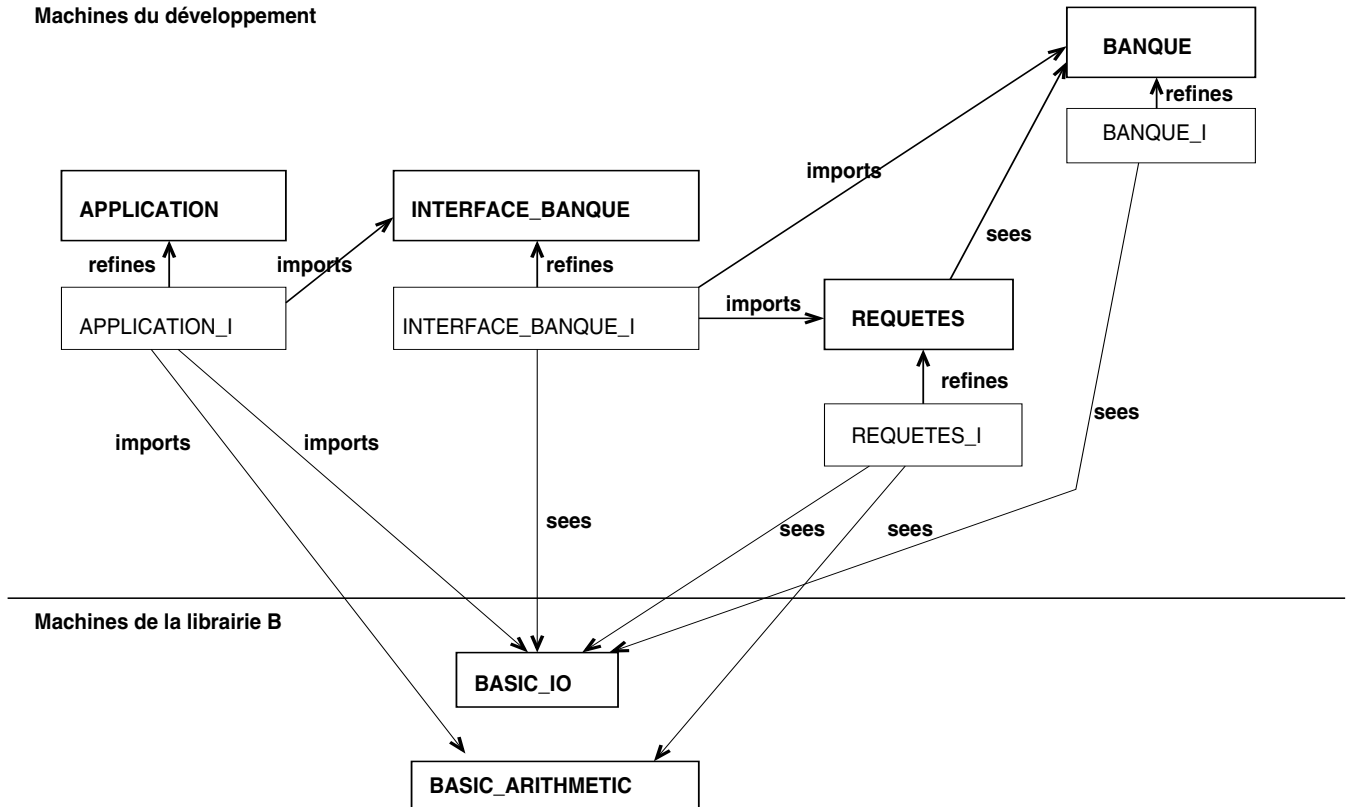 Machines du développement
BANQUE
refines
BANQUE_I
imports
APPLICATION
INTERFACE_BANQUE
sees
refines
imports
refines
imports
REQUETES
APPLICATION_I
INTERFACE_BANQUE_I
refines
sees
REQUETES_I
imports
imports
sees
sees
sees
Machines de la librairie B
BASIC_IO
BASIC_ARITHMETIC